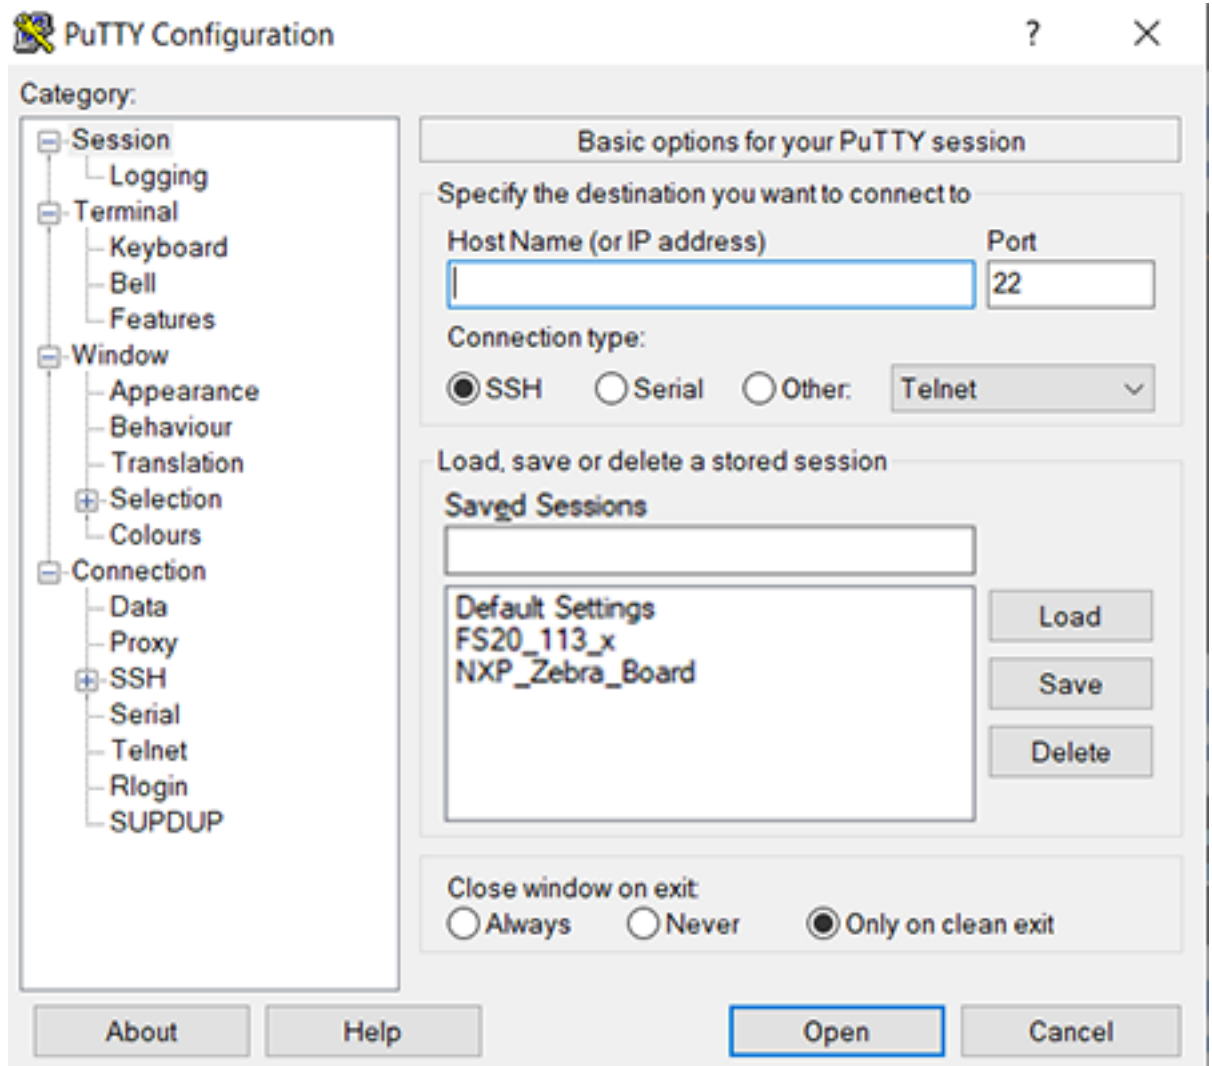 PuTTY Configuration
?
Category:
Session
Logging
Terminal
Keyboard
Bell
Features
Window
Appearance
Behaviour
Translation
Selection
Colours
Connection
Data
Proxy
SSH
Serial
Telnet
Rlogin
SUPDUP
Basic options for your PuTTY session
Specify the destination you want to connect to
Host Name (or IP address) Port
22
Connection type:
SSH Serial Other: Telnet
Load, save or delete a stored session
Saved Sessions
Default Settings
FS20_113_x
NXP_Zebra_Board
Load
Save
Delete
Close window on exit:
Always Never Only on clean exit
About Help Open Cancel